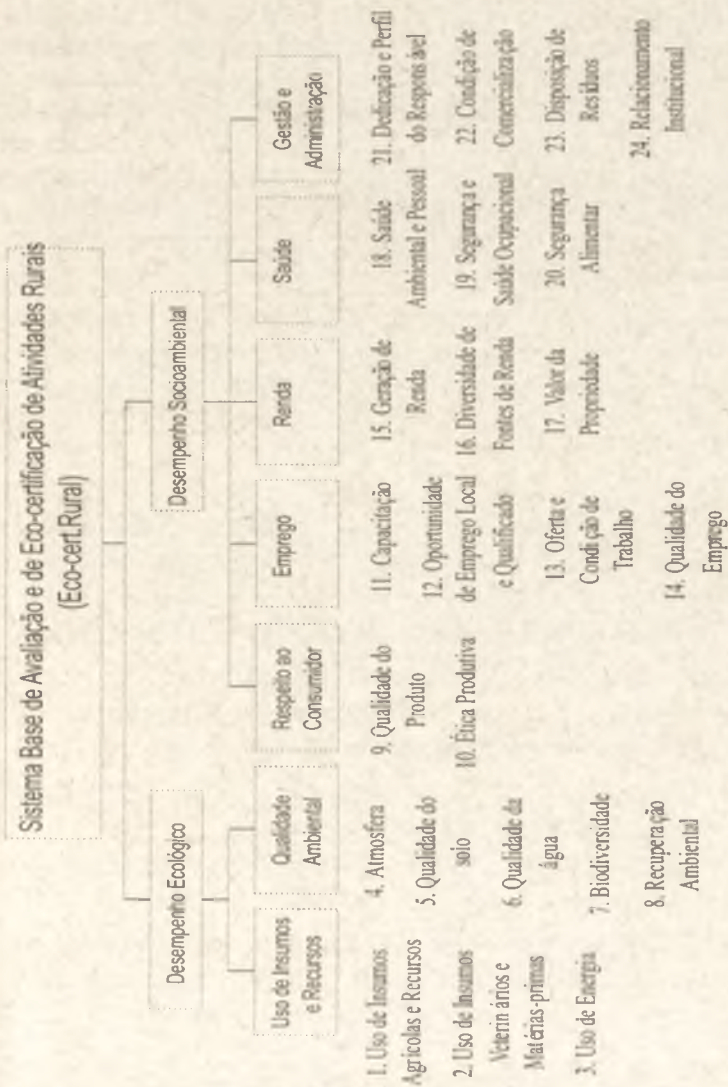 Sistema Base de Avaliação e de Eco-certificação de Atividades Rurais
(Eco-cert.Rural)
Desempenho Ecológico
Desempenho Socioambiental
Uso de Insumos
e Recursos
Qualidade
Ambiental
Respeito ao
Consumidor
Emprego
Renda
Saúde
Gestão e
Administração
1. Uso de Insumos
Agrícolas e Recursos
2. Uso de Insumos
Veterinários e
Matérias-primas
3. Uso de Energia
4. Atmosfera
5. Qualidade do
solo
6. Qualidade da
água
7. Biodiversidade
8. Recuperação
Ambiental
9. Qualidade do
Produto
10. Ética Produtiva
11. Capacitação
12. Oportunidade
de Emprego Local
e Qualificado
13. Oferta e
Condição de
Trabalho
14. Qualidade do
Emprego
15. Geração de
Renda
16. Diversidade de
Fontes de Renda
17. Valor da
Propriedade
18. Saúde
Ambiental e Pessoal
19. Segurança e
Saúde Ocupacional
20. Segurança
Alimentar
21. Dedicação e Perfil
do Responsável
22. Condição de
Comercialização
23. Disposição de
Resíduos
24. Relacionamento
Institucional